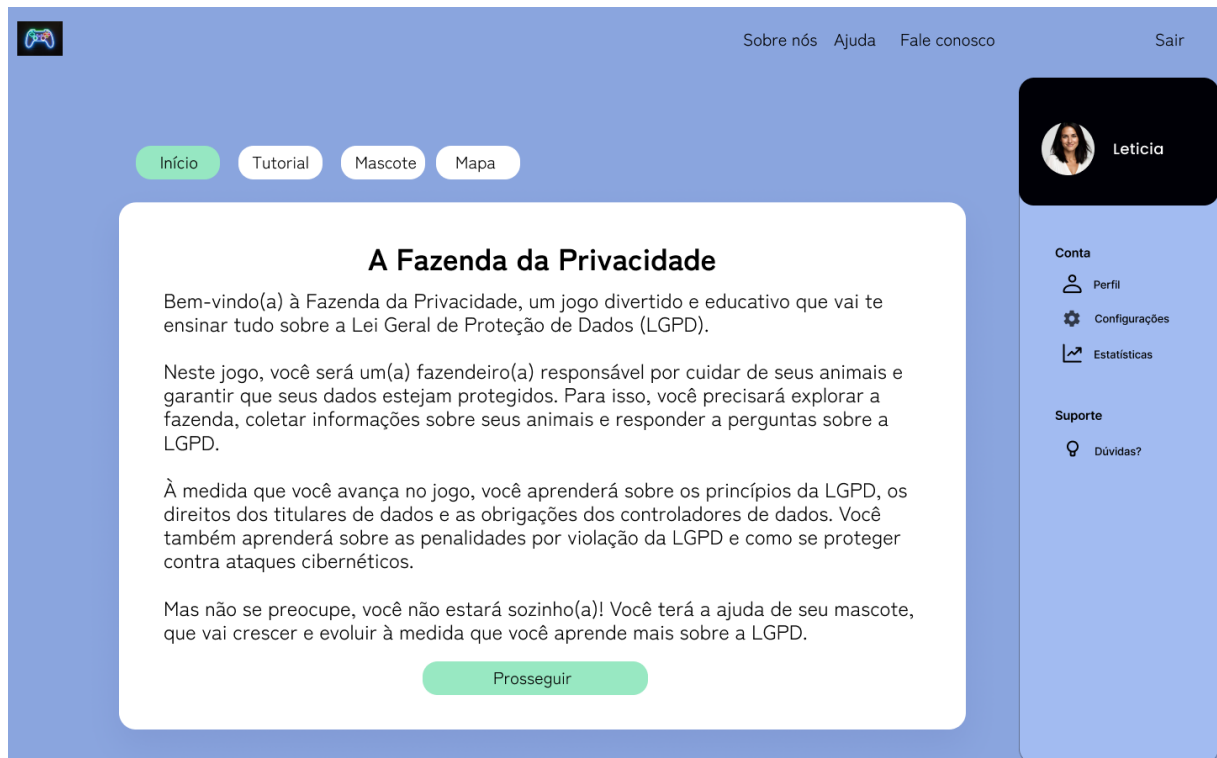 Sobre nós Ajuda Fale conosco Sair
Leticia
Início Tutorial Mascote Mapa
A Fazenda da Privacidade
Bem-vindo(a) à Fazenda da Privacidade, um jogo divertido e educativo que vai te
ensinar tudo sobre a Lei Geral de Proteção de Dados (LGPD).
Neste jogo, você será um(a) fazendeiro(a) responsável por cuidar de seus animais e
garantir que seus dados estejam protegidos. Para isso, você precisará explorar a
fazenda, coletar informações sobre seus animais e responder a perguntas sobre a
LGPD.
À medida que você avança no jogo, você aprenderá sobre os princípios da LGPD, os
direitos dos titulares de dados e as obrigações dos controladores de dados. Você
também aprenderá sobre as penalidades por violação da LGPD e como se proteger
contra ataques cibernéticos.
Mas não se preocupe, você não estará sozinho(a)! Você terá a ajuda de seu mascote,
que vai crescer e evoluir à medida que você aprende mais sobre a LGPD.
Prosseguir
Conta
Perfil
Configurações
Estatísticas
Suporte
Dúvidas?